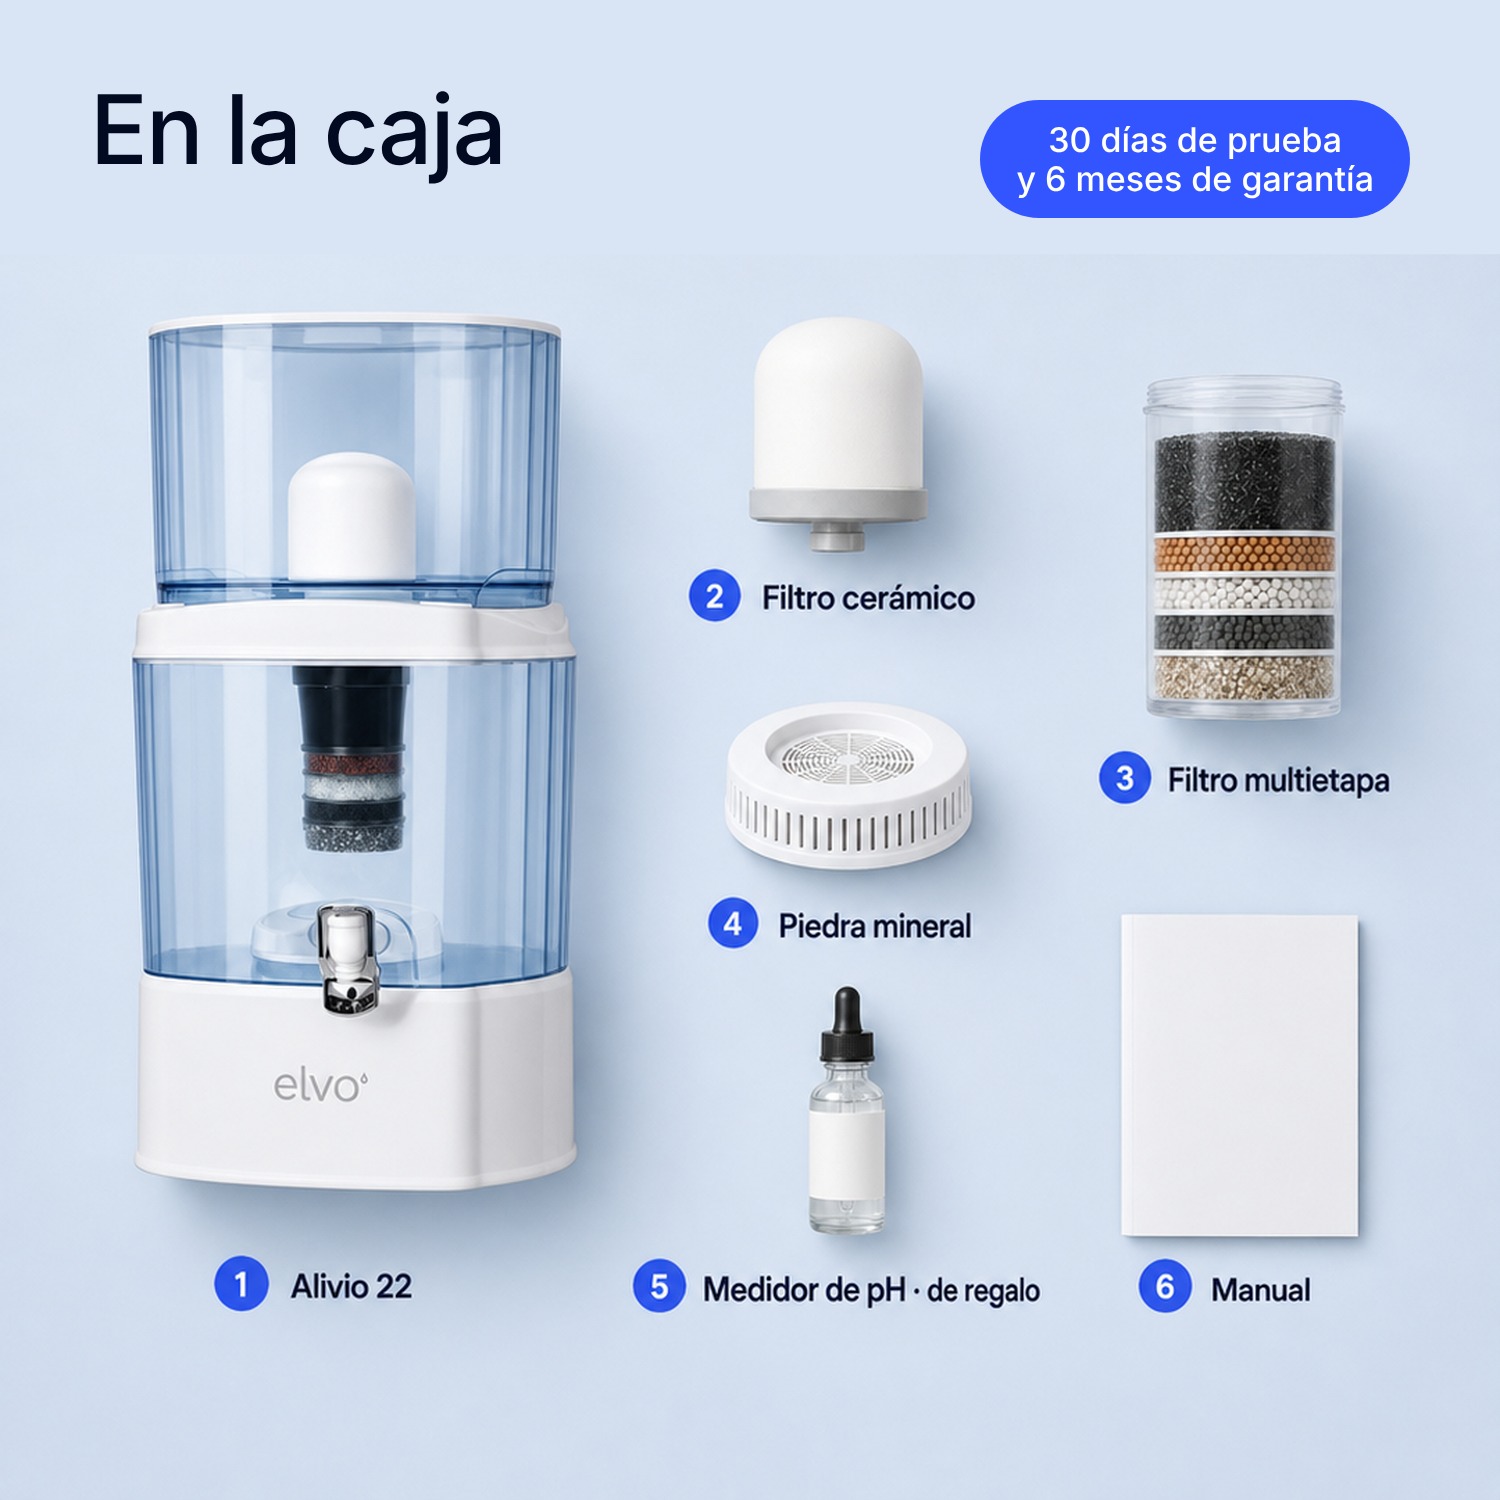 En la caja
30 días de prueba
y 6 meses de garantía
2 Filtro cerámico
3 Filtro multietapa
4 Piedra mineral
elvo
1 Alivio 22
5 Medidor de pH · de regalo
6 Manual